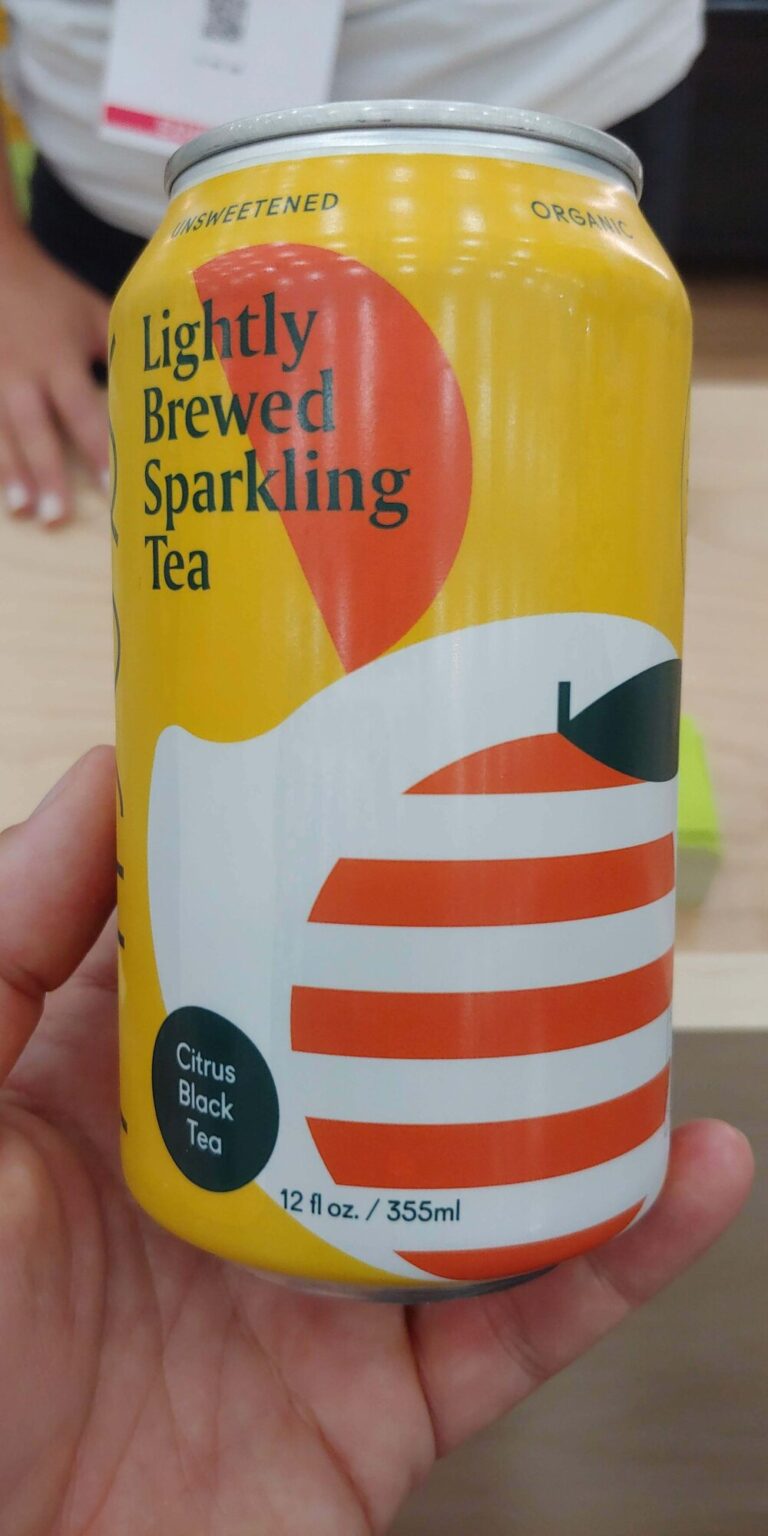 UNSWEETENED
ORGANIC
Lightly
Brewed
Sparkling
Tea
Citrus
Black
Tea
12 fl oz. / 355ml